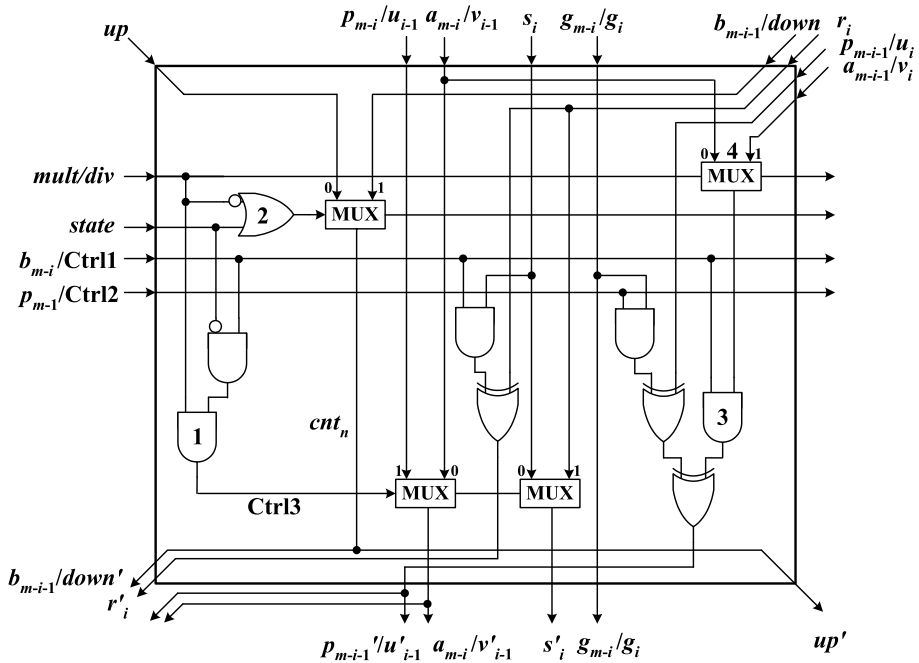 up
p_{m-i}/u_{i-1} a_{m-i}/v_{i-1} s_i g_{m-i}/g_i b_{m-i-1}/down r_i
p_{m-i-1}/u_i
a_{m-i-1}/v_i
0 4 1
MUX
mult/div
0 1
MUX
2
state
b_{m-i}/Ctrl1
p_{m-1}/Ctrl2
1
3
cnt_n
1 0 0 1
MUX MUX
Ctrl3
b_{m-i-1}/down'
r'_i
p_{m-i-1}'/u'_{i-1} a_{m-i}/v'_{i-1} s'_i g_{m-i}/g_i up'